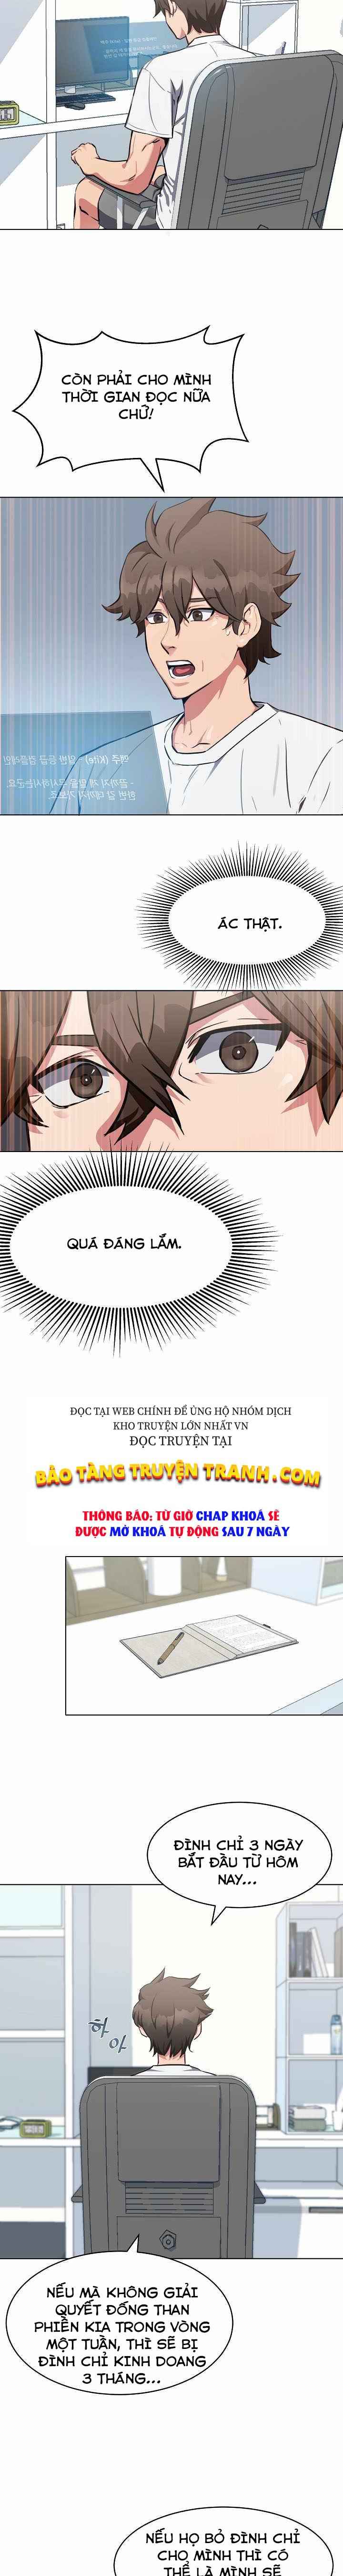 CÒN PHẢI CHO MÌNH
THỜI GIAN ĐỌC NỮA
CHỨ!
ÁC THẬT.
QUÁ ĐÁNG LẮM.
ĐỌC TẠI WEB CHÍNH ĐỂ ỦNG HỘ NHÓM DỊCH
KHO TRUYỆN LỚN NHẤT VN
ĐỌC TRUYỆN TẠI
BẢO TÀNG TRUYỆN TRANH.COM
THÔNG BÁO: TỪ GIỜ CHAP KHOÁ SẼ
ĐƯỢC MỞ KHOÁ TỰ ĐỘNG SAU 7 NGÀY
ĐÌNH CHỈ 3 NGÀY
BẮT ĐẦU TỪ HÔM
NAY...
하아
NẾU MÀ KHÔNG GIẢI
QUYẾT ĐỐNG THAN
PHIỀN KIA TRONG VÒNG
MỘT TUẦN, THÌ SẼ BỊ
ĐÌNH CHỈ KINH DOANG
3 THÁNG...
NẾU HỌ BỎ ĐÌNH CHỈ
CHO MÌNH THÌ CÓ
THỂ LÀ MÌNH SẼ